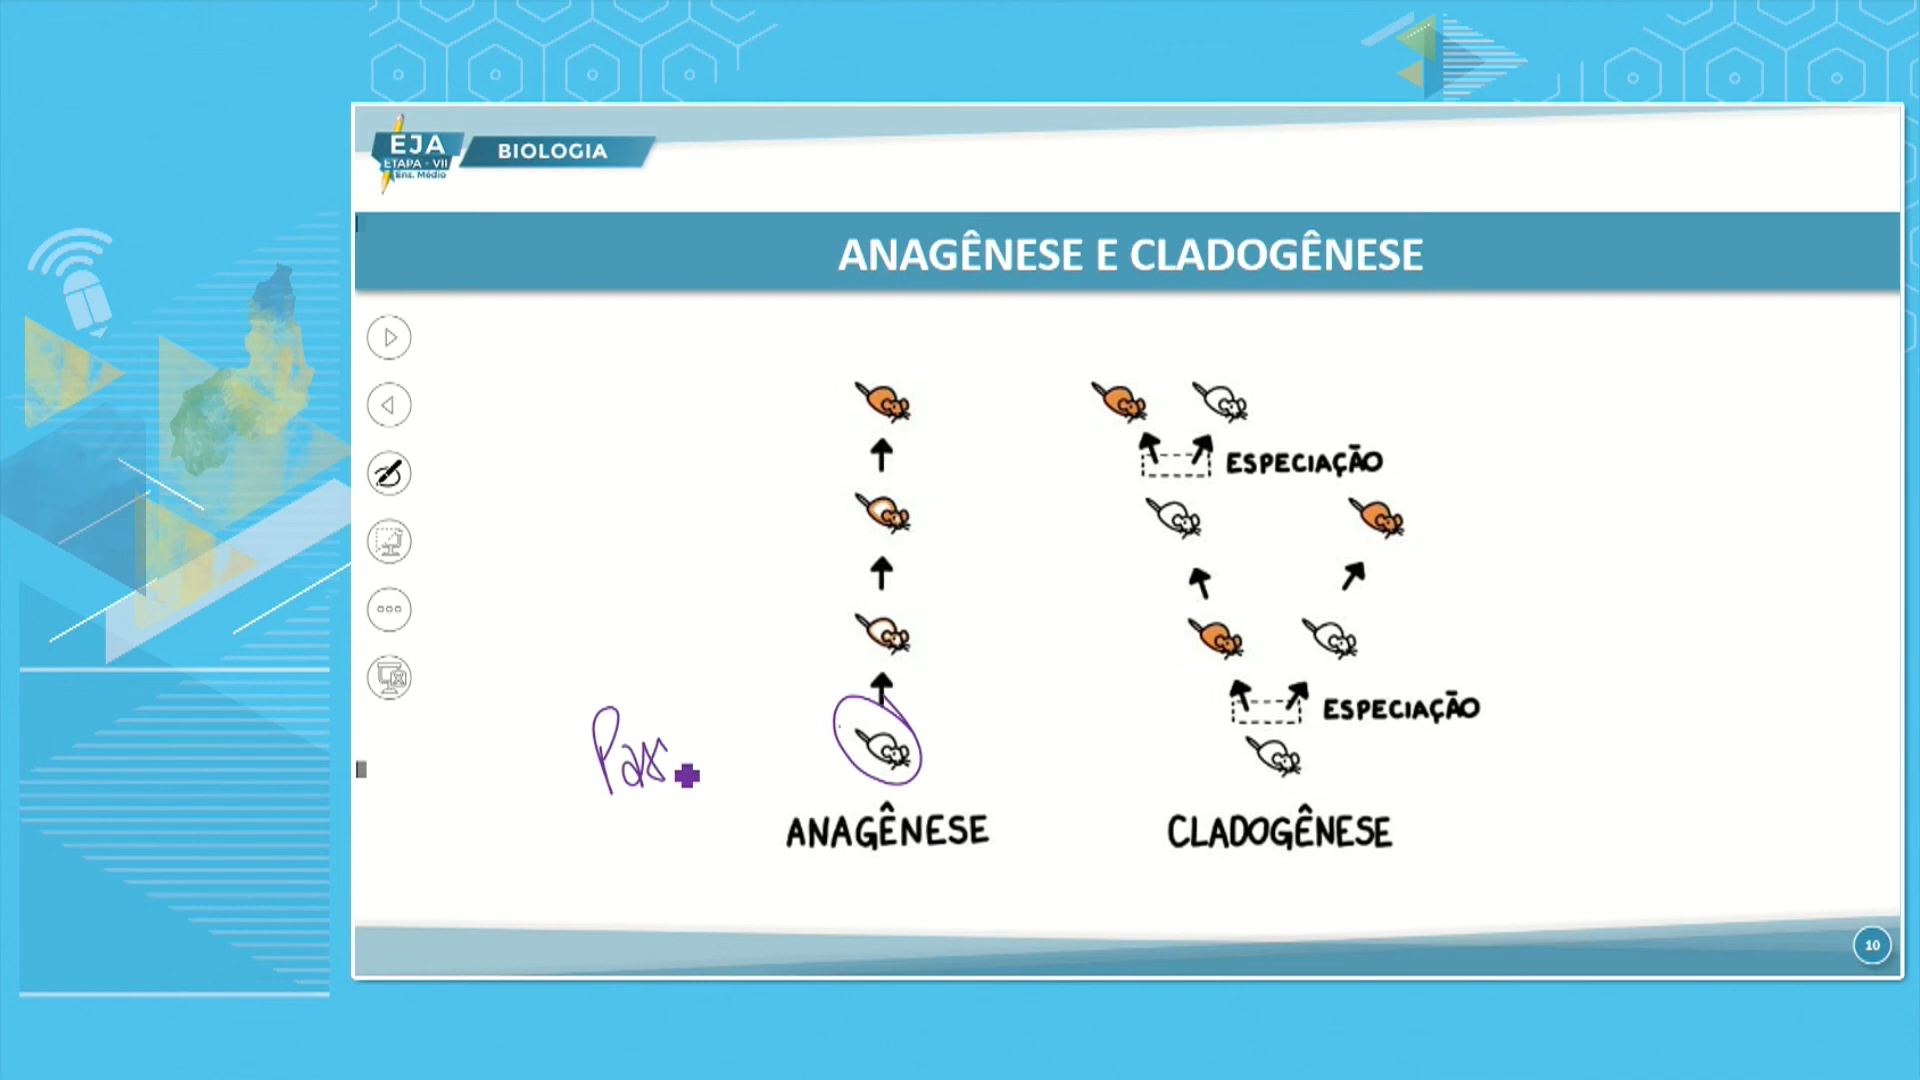 EJA
ETAPA - VII
Ens. Médio
BIOLOGIA
ANAGÊNESE E CLADOGÊNESE
ESPECIAÇÃO
ESPECIAÇÃO
ANAGÊNESE
CLADOGÊNESE
10